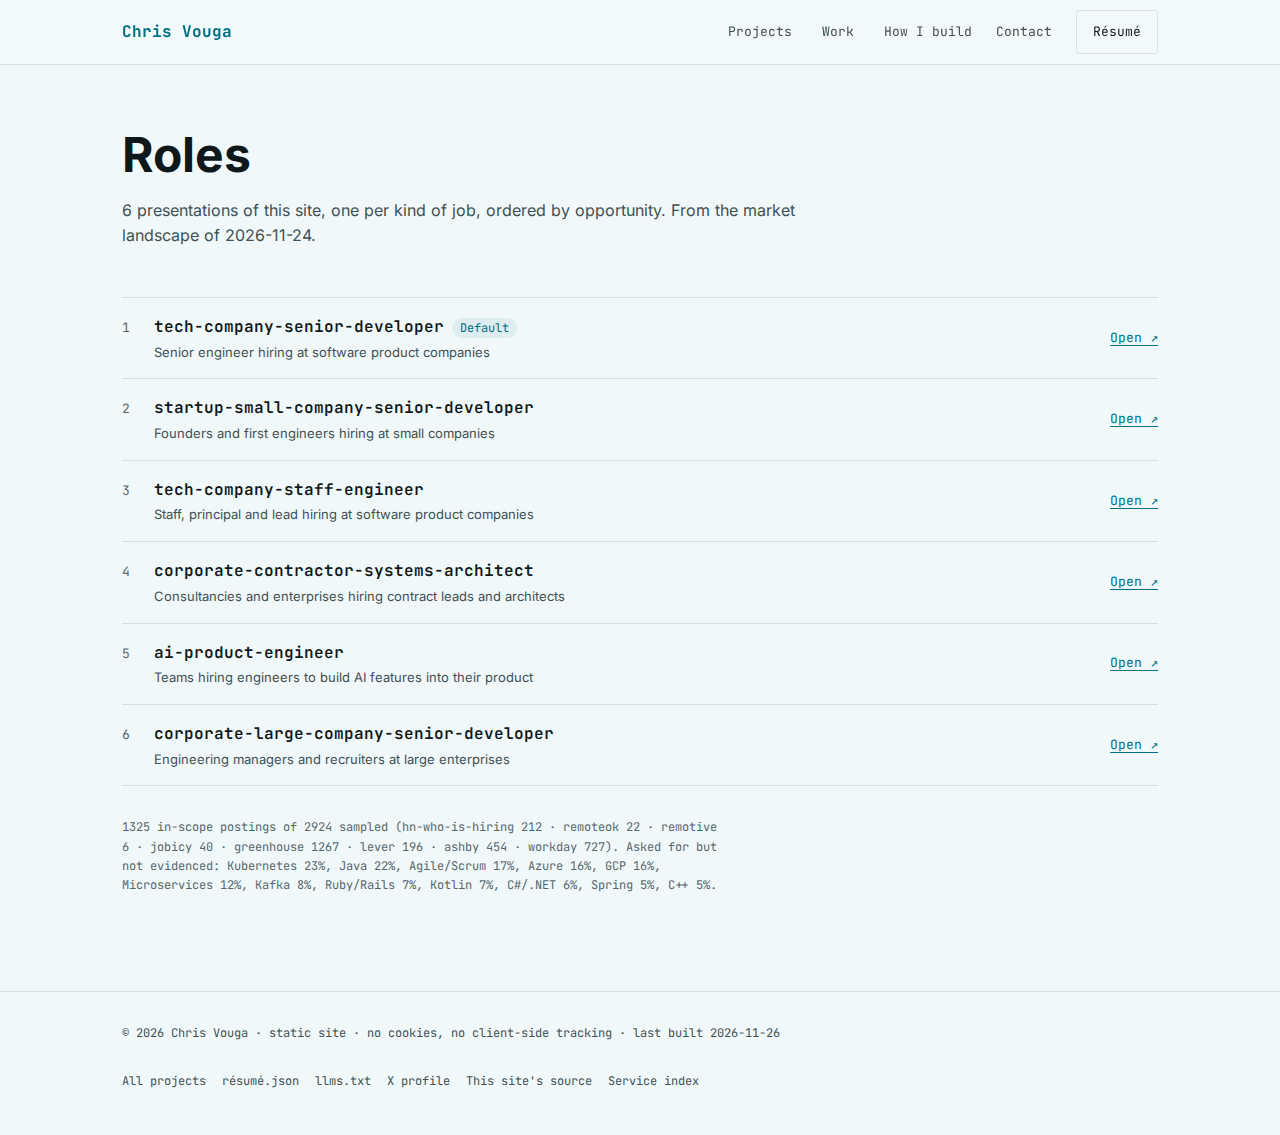 Chris Vouga
Projects Work How I build Contact Résumé
Roles
6 presentations of this site, one per kind of job, ordered by opportunity. From the market
landscape of 2026-11-24.
1 tech-company-senior-developer Default
Senior engineer hiring at software product companies
Open ↗
2 startup-small-company-senior-developer
Founders and first engineers hiring at small companies
Open ↗
3 tech-company-staff-engineer
Staff, principal and lead hiring at software product companies
Open ↗
4 corporate-contractor-systems-architect
Consultancies and enterprises hiring contract leads and architects
Open ↗
5 ai-product-engineer
Teams hiring engineers to build AI features into their product
Open ↗
6 corporate-large-company-senior-developer
Engineering managers and recruiters at large enterprises
Open ↗
1325 in-scope postings of 2924 sampled (hn-who-is-hiring 212 · remoteok 22 · remotive
6 · jobicy 40 · greenhouse 1267 · lever 196 · ashby 454 · workday 727). Asked for but
not evidenced: Kubernetes 23%, Java 22%, Agile/Scrum 17%, Azure 16%, GCP 16%,
Microservices 12%, Kafka 8%, Ruby/Rails 7%, Kotlin 7%, C#/.NET 6%, Spring 5%, C++ 5%.
© 2026 Chris Vouga · static site · no cookies, no client-side tracking · last built 2026-11-26
All projects résumé.json llms.txt X profile This site's source Service index